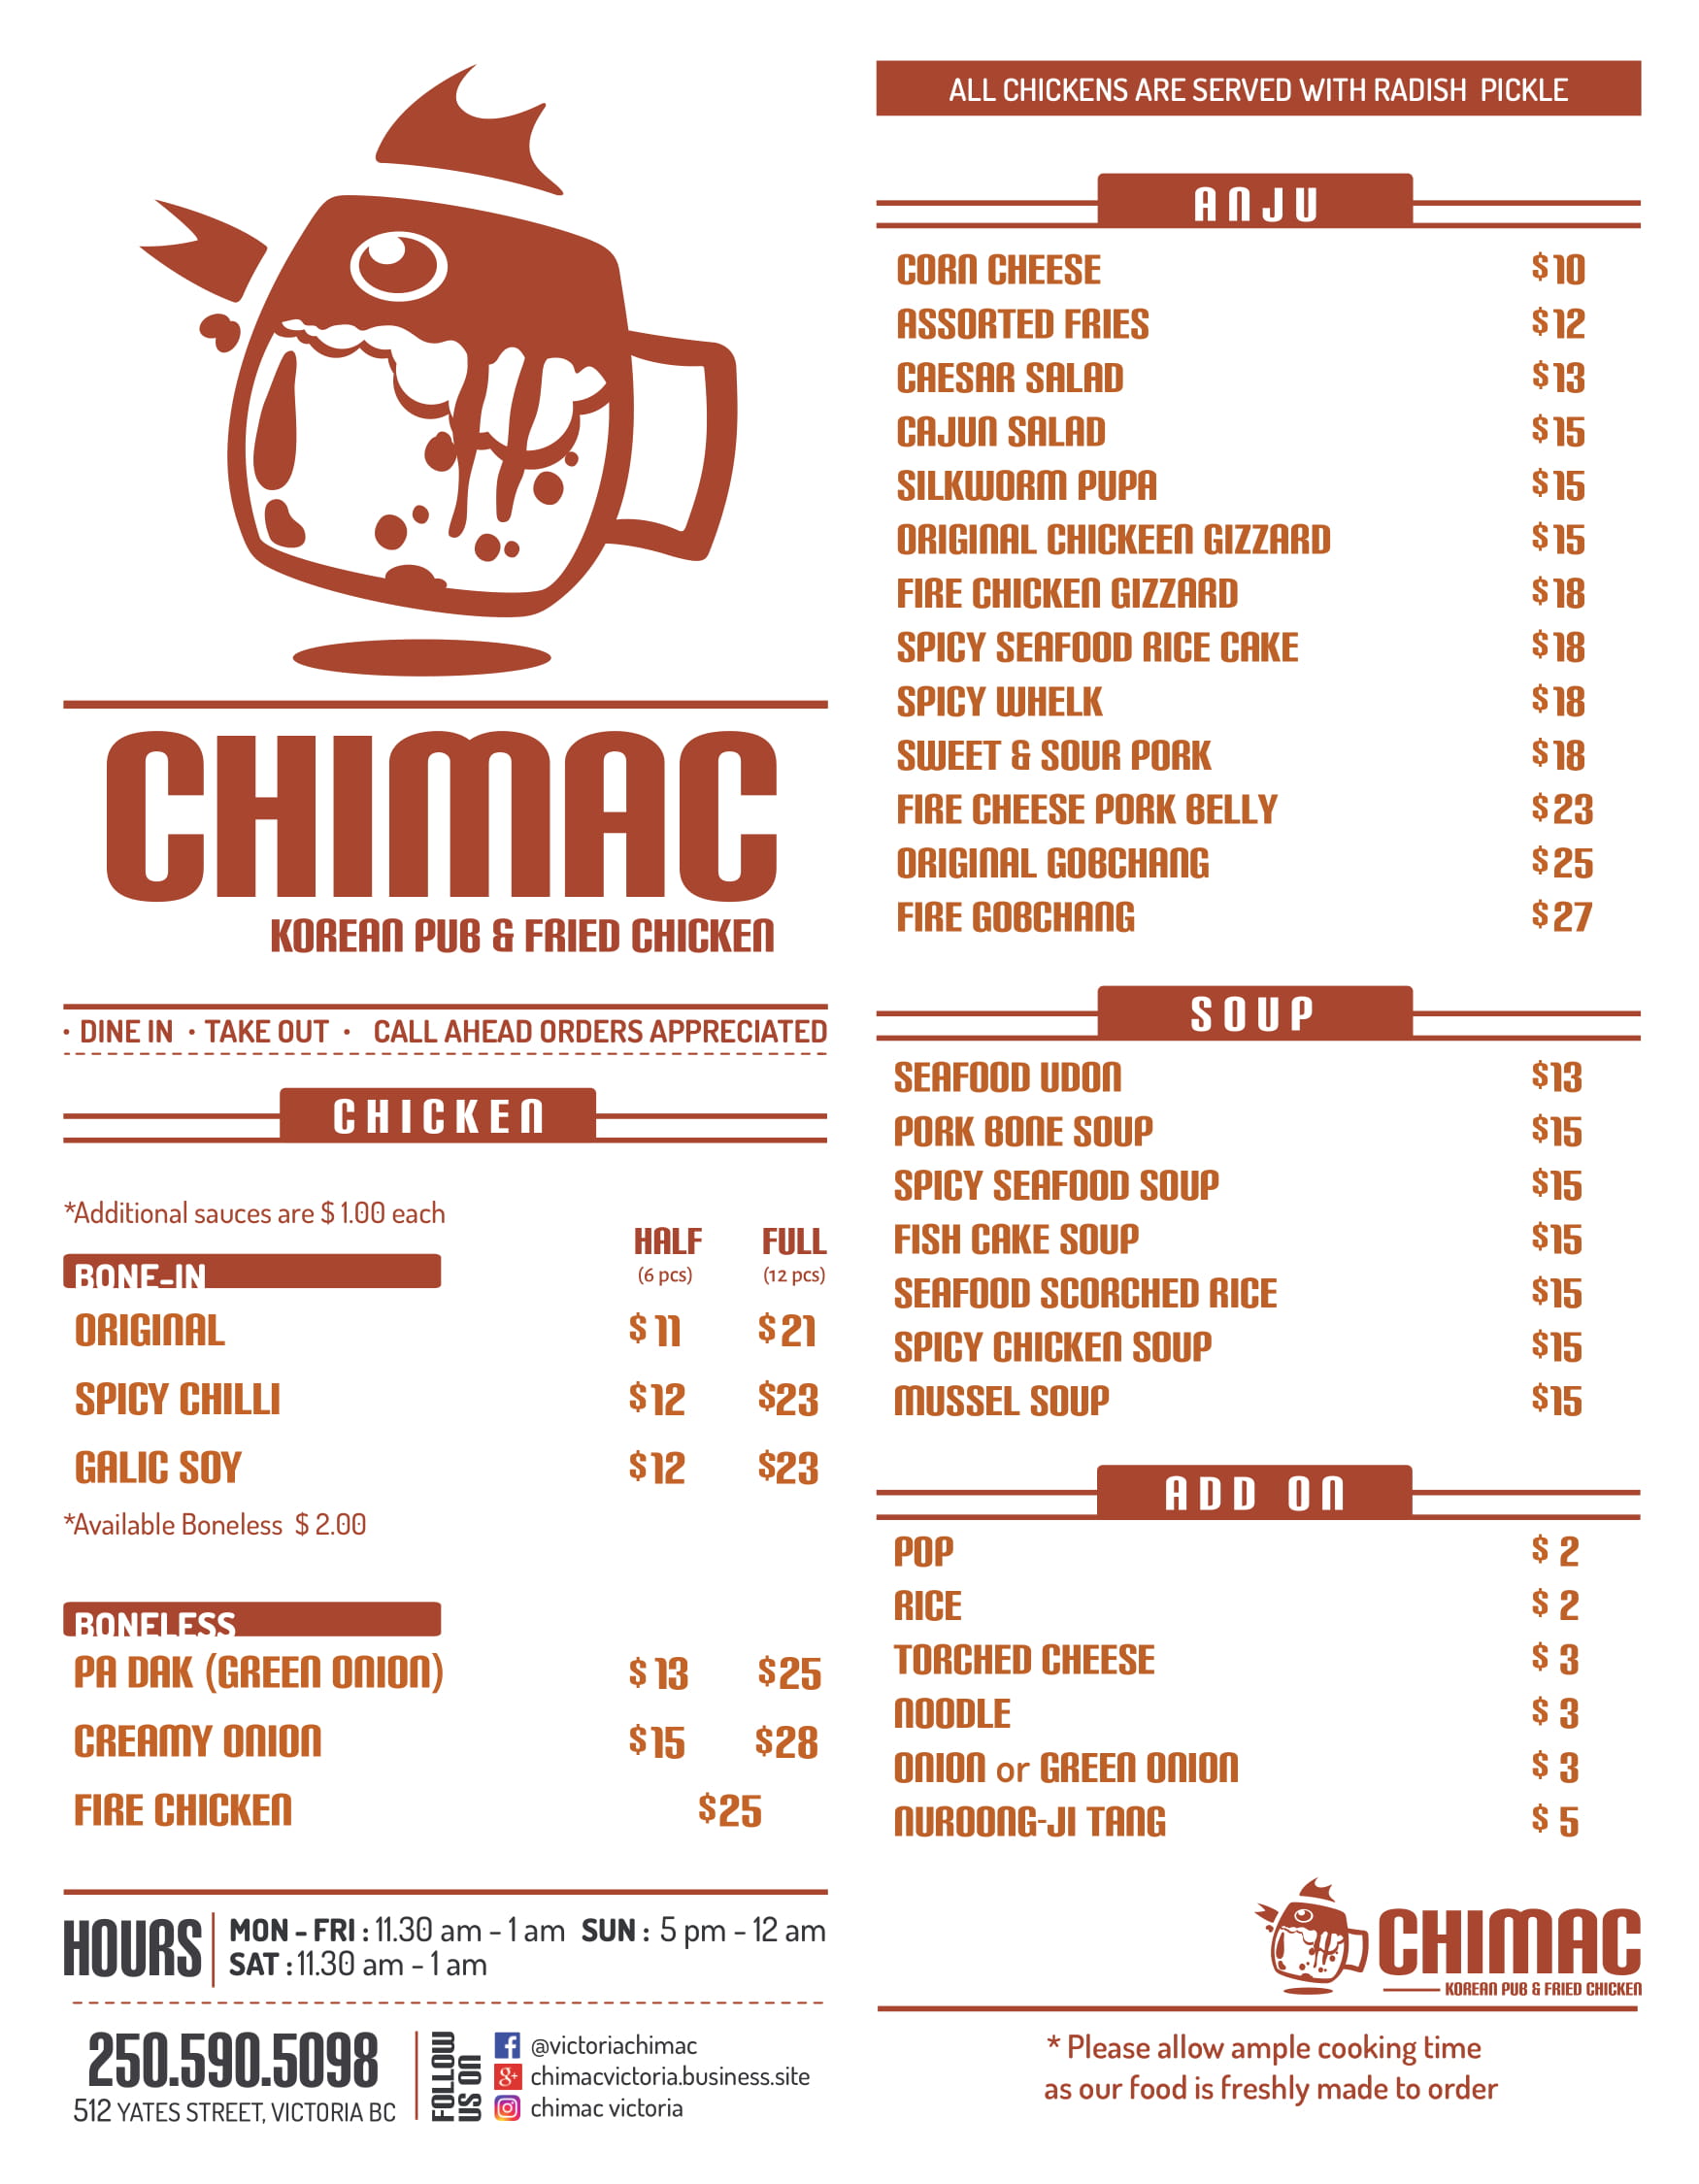 CHIMAC
KOREAN PUB & FRIED CHICKEN
· DINE IN · TAKE OUT · CALL AHEAD ORDERS APPRECIATED
CHICKEN
*Additional sauces are $ 1.00 each
HALF FULL
(6 pcs) (12 pcs)
BONE-IN
ORIGINAL $ 11 $ 21
SPICY CHILLI $ 12 $23
GALIC SOY $ 12 $23
*Available Boneless $ 2.00
BONELESS
PA DAK (GREEN ONION) $ 13 $25
CREAMY ONION $15 $28
FIRE CHICKEN $25
HOURS
MON - FRI : 11.30 am - 1 am SUN : 5 pm - 12 am
SAT : 11.30 am - 1 am
250.590.5098
512 YATES STREET, VICTORIA BC
FOLLOW
US ON
@victoriachimac
chimacvictoria.business.site
chimac victoria
ALL CHICKENS ARE SERVED WITH RADISH PICKLE
ANJU
CORN CHEESE $10
ASSORTED FRIES $12
CAESAR SALAD $13
CAJUN SALAD $15
SILKWORM PUPA $15
ORIGINAL CHICKEEN GIZZARD $15
FIRE CHICKEN GIZZARD $18
SPICY SEAFOOD RICE CAKE $18
SPICY WHELK $18
SWEET & SOUR PORK $18
FIRE CHEESE PORK BELLY $23
ORIGINAL GOBCHANG $25
FIRE GOBCHANG $27
SOUP
SEAFOOD UDON $13
PORK BONE SOUP $15
SPICY SEAFOOD SOUP $15
FISH CAKE SOUP $15
SEAFOOD SCORCHED RICE $15
SPICY CHICKEN SOUP $15
MUSSEL SOUP $15
ADD ON
POP $ 2
RICE $ 2
TORCHED CHEESE $ 3
NOODLE $ 3
ONION or GREEN ONION $ 3
NUROONG-JI TANG $ 5
CHIMAC
KOREAN PUB & FRIED CHICKEN
* Please allow ample cooking time
as our food is freshly made to order